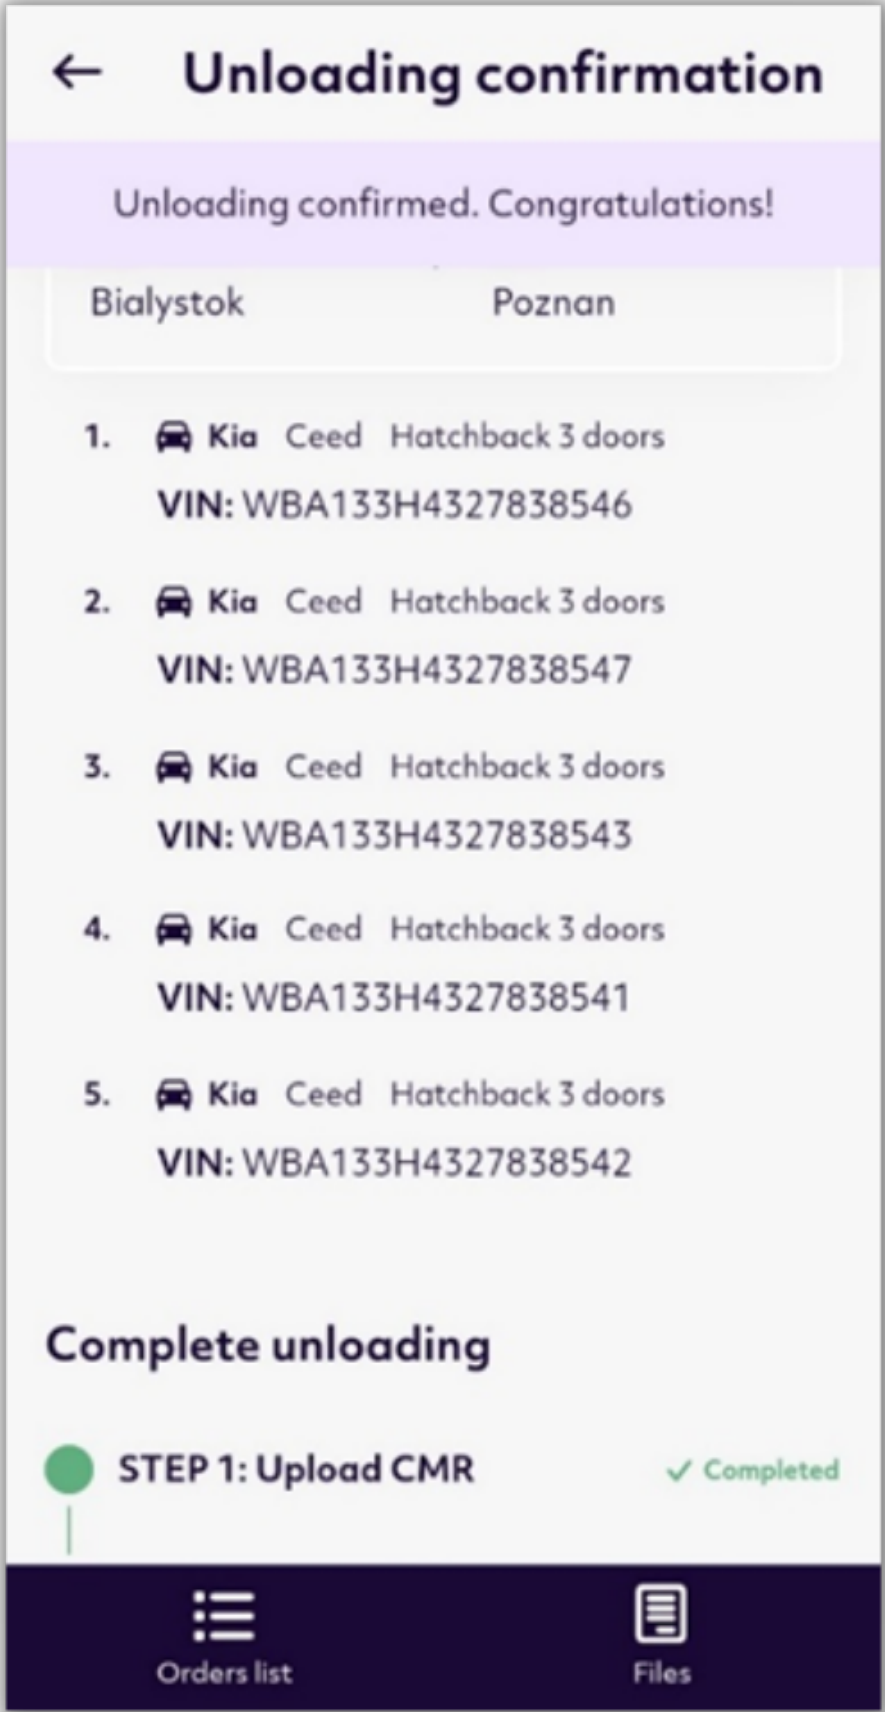 Unloading confirmation
Unloading confirmed. Congratulations!
Bialystok Poznan
1. Kia Ceed Hatchback 3 doors
VIN: WBA133H4327838546
2. Kia Ceed Hatchback 3 doors
VIN: WBA133H4327838547
3. Kia Ceed Hatchback 3 doors
VIN: WBA133H4327838543
4. Kia Ceed Hatchback 3 doors
VIN: WBA133H4327838541
5. Kia Ceed Hatchback 3 doors
VIN: WBA133H4327838542
Complete unloading
STEP 1: Upload CMR Completed
Orders list Files